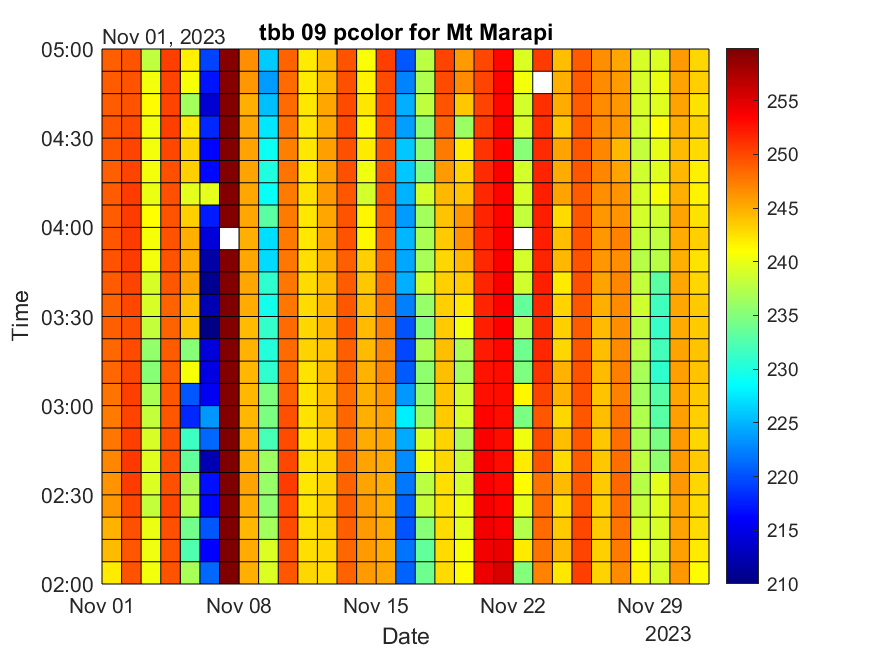 tbb 09 pcolor for Mt Marapi
Nov 01, 2023
05:00
04:30
04:00
03:30
03:00
02:30
02:00
Time
Nov 01
Nov 08
Nov 15
Nov 22
Nov 29
2023
Date
255
250
245
240
235
230
225
220
215
210